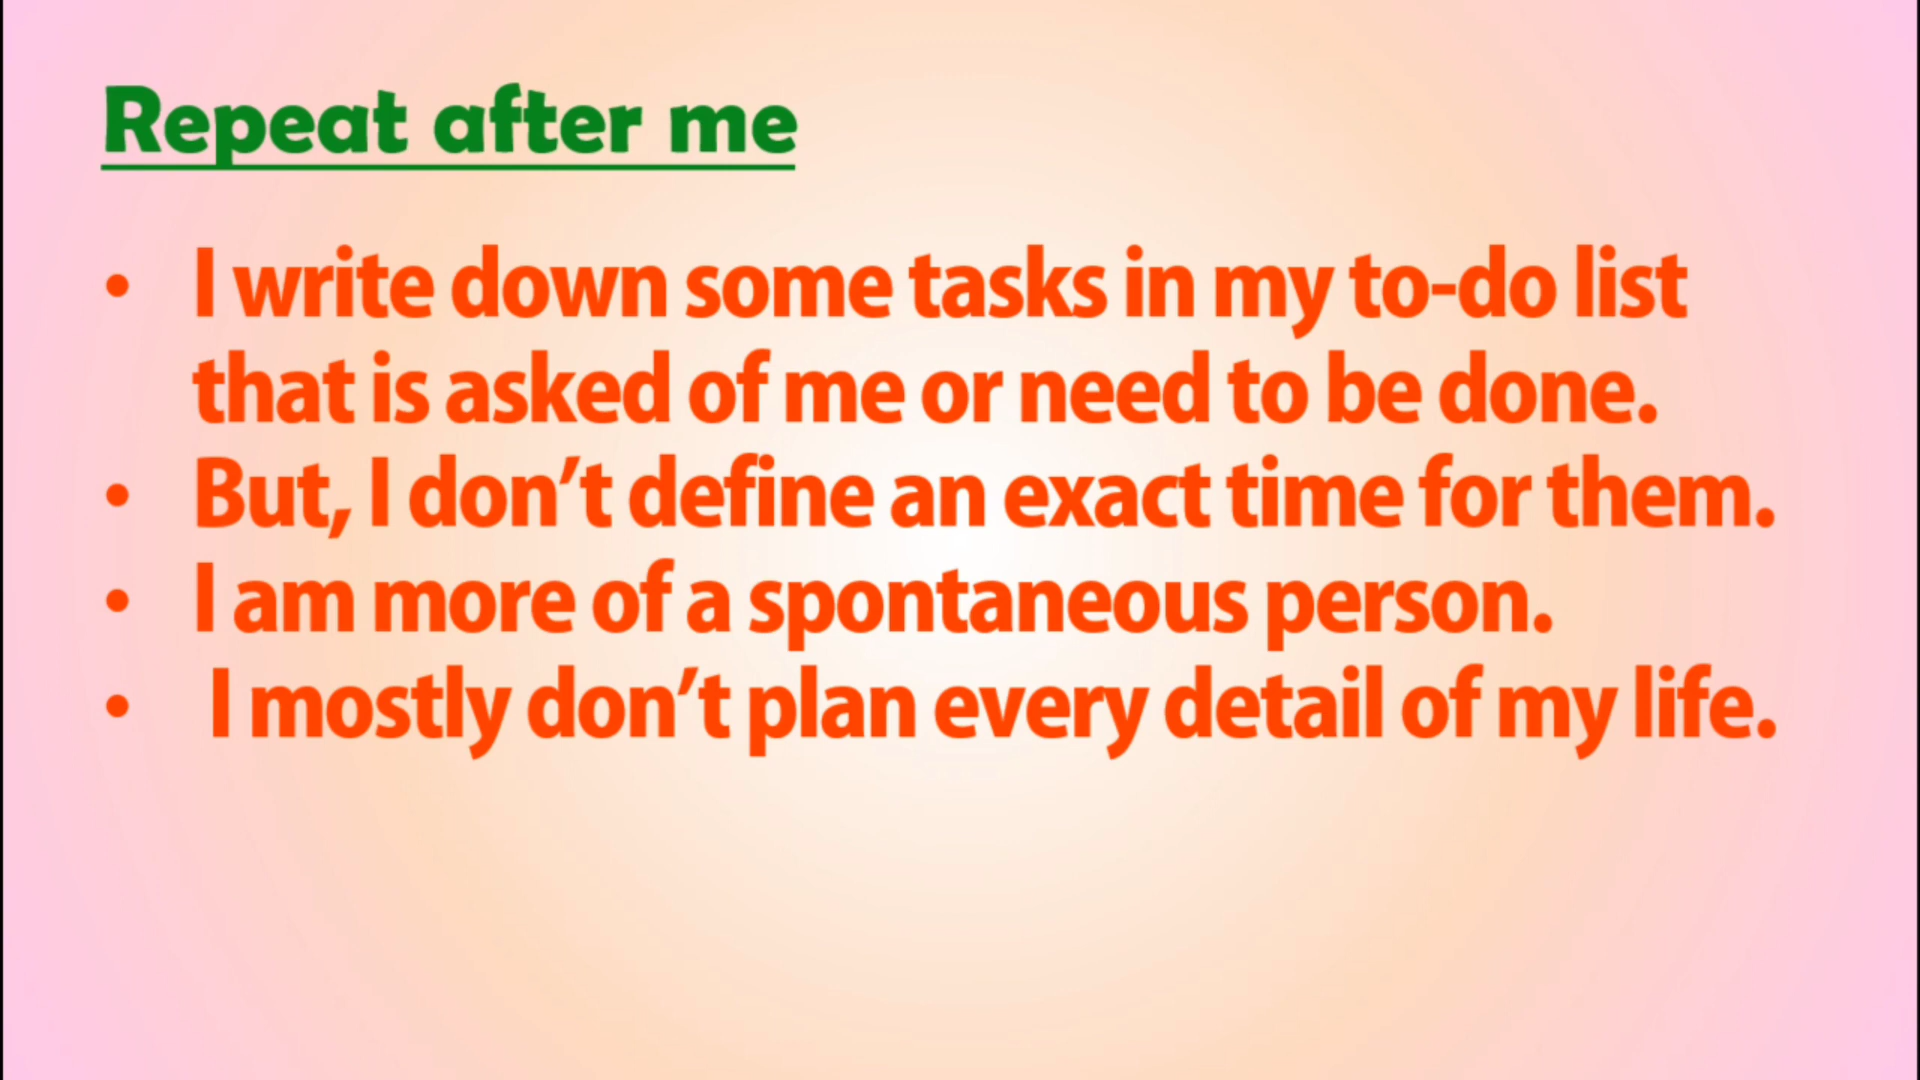 Repeat after me
• I write down some tasks in my to-do list
that is asked of me or need to be done.
• But, I don’t define an exact time for them.
• I am more of a spontaneous person.
• I mostly don’t plan every detail of my life.